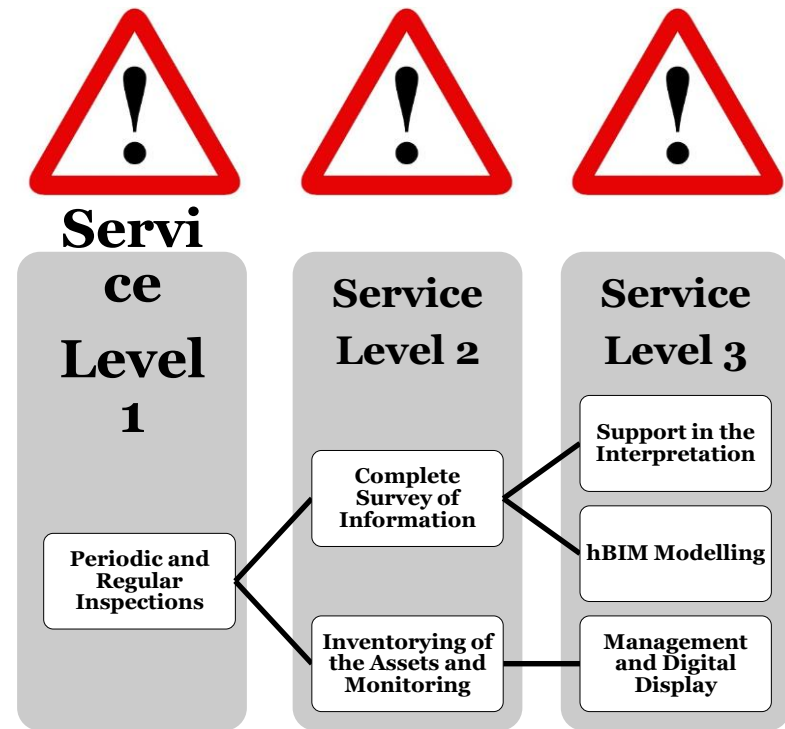 Servi
ce
Level
1
Periodic and
Regular
Inspections
Service
Level 2
Complete
Survey of
Information
Inventorying of
the Assets and
Monitoring
Service
Level 3
Support in the
Interpretation
hBIM Modelling
Management
and Digital
Display